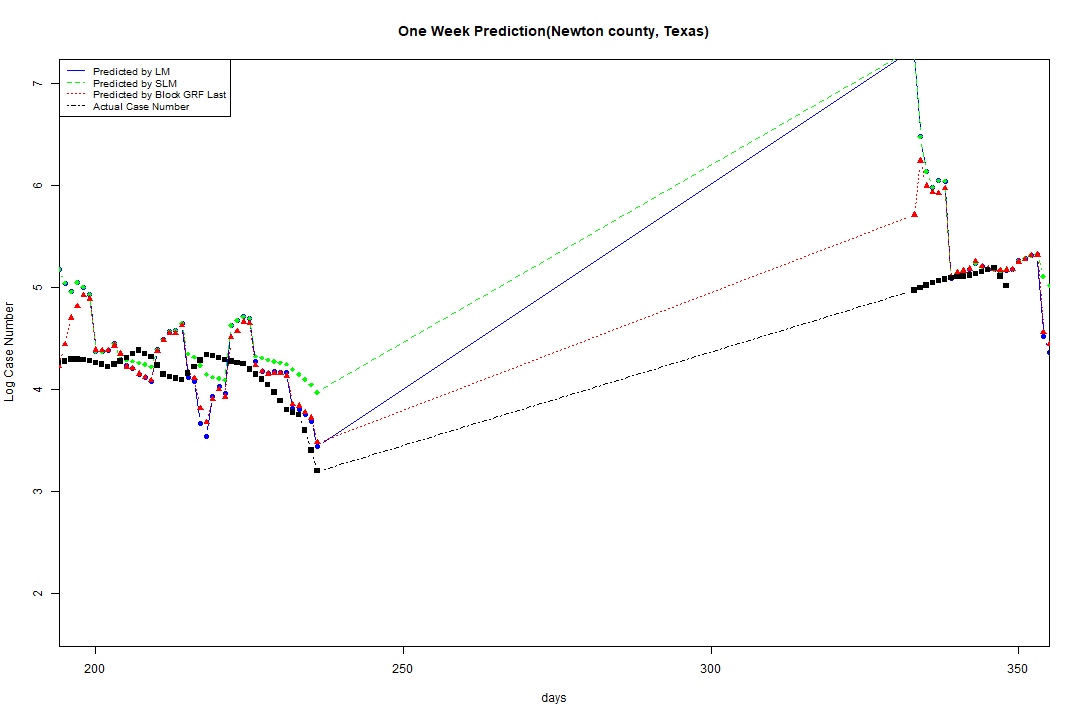 One Week Prediction(Newton county, Texas)
Predicted by LM
Predicted by SLM
Predicted by Block GRF Last
Actual Case Number
7
6
5
4
3
2
Log Case Number
200
250
300
350
days